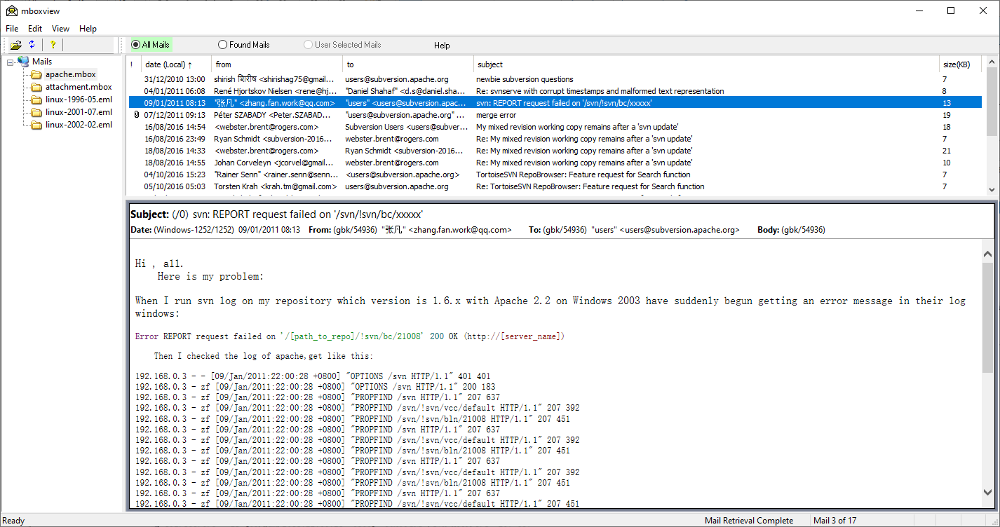 mboxview
File Edit View Help
All Mails Found Mails User Selected Mails Help
Mails
apache.mbox
attachment.mbox
linux-1996-05.eml
linux-2001-07.eml
linux-2002-02.eml
! date (Local) ↑ from to subject size(KB)
31/12/2010 13:00 shirish शिरीष <shirishag75@gmail... users@subversion.apache.org newbie subversion questions 7
04/01/2011 06:08 René Hjortskov Nielsen <rene@hj... "Daniel Shahaf" <d.s@daniel.sha... Re: svnserve with corrupt timestamps and malformed text representation 8
09/01/2011 08:13 "张凡" <zhang.fan.work@qq.com> "users" <users@subversion.apac... svn: REPORT request failed on '/svn/!svn/bc/xxxxx' 13
07/12/2011 09:13 Péter SZABADY <Peter.SZABAD... "users@subversion.apache.org" ... merge error 19
16/08/2016 14:54 <webster.brent@rogers.com> Subversion Users <users@subver... My mixed revision working copy remains after a 'svn update' 18
16/08/2016 23:49 Ryan Schmidt <subversion-2016... webster.brent@rogers.com Re: My mixed revision working copy remains after a 'svn update' 7
18/08/2016 14:33 <webster.brent@rogers.com> Ryan Schmidt <subversion-2016... Re: My mixed revision working copy remains after a 'svn update' 21
18/08/2016 14:55 Johan Corveleyn <jcorvel@gmail... webster.brent@rogers.com Re: My mixed revision working copy remains after a 'svn update' 10
04/10/2016 15:23 "Rainer Senn" <rainer.senn@senn... <users@subversion.apache.org> TortoiseSVN RepoBrowser: Feature request for Search function 7
05/10/2016 05:03 Torsten Krah <krah.tm@gmail.com> users@subversion.apache.org Re: TortoiseSVN RepoBrowser: Feature request for Search function 7
Subject: (/0) svn: REPORT request failed on '/svn/!svn/bc/xxxxx'
Date: (Windows-1252/1252) 09/01/2011 08:13 From: (gbk/54936) "张凡" <zhang.fan.work@qq.com> To: (gbk/54936) "users" <users@subversion.apache.org> Body: (gbk/54936)
Hi , all.
Here is my problem:
When I run svn log on my repository which version is 1.6.x with Apache 2.2 on Windows 2003 have suddenly begun getting an error message in their log
windows:
Error REPORT request failed on '/[path_to_repo]/!svn/bc/21008' 200 OK (http://[server_name])
Then I checked the log of apache,get like this:
192.168.0.3 - - [09/Jan/2011:22:00:28 +0800] "OPTIONS /svn HTTP/1.1" 401 401
192.168.0.3 - zf [09/Jan/2011:22:00:28 +0800] "OPTIONS /svn HTTP/1.1" 200 183
192.168.0.3 - zf [09/Jan/2011:22:00:28 +0800] "PROPFIND /svn HTTP/1.1" 207 637
192.168.0.3 - zf [09/Jan/2011:22:00:28 +0800] "PROPFIND /svn/!svn/vcc/default HTTP/1.1" 207 392
192.168.0.3 - zf [09/Jan/2011:22:00:28 +0800] "PROPFIND /svn/!svn/bln/21008 HTTP/1.1" 207 451
192.168.0.3 - zf [09/Jan/2011:22:00:28 +0800] "PROPFIND /svn HTTP/1.1" 207 637
192.168.0.3 - zf [09/Jan/2011:22:00:28 +0800] "PROPFIND /svn/!svn/vcc/default HTTP/1.1" 207 392
192.168.0.3 - zf [09/Jan/2011:22:00:28 +0800] "PROPFIND /svn/!svn/bln/21008 HTTP/1.1" 207 451
192.168.0.3 - zf [09/Jan/2011:22:00:28 +0800] "PROPFIND /svn HTTP/1.1" 207 637
192.168.0.3 - zf [09/Jan/2011:22:00:28 +0800] "PROPFIND /svn/!svn/vcc/default HTTP/1.1" 207 392
192.168.0.3 - zf [09/Jan/2011:22:00:28 +0800] "PROPFIND /svn/!svn/bln/21008 HTTP/1.1" 207 451
192.168.0.3 - zf [09/Jan/2011:22:00:28 +0800] "PROPFIND /svn HTTP/1.1" 207 637
192.168.0.3 - zf [09/Jan/2011:22:00:28 +0800] "PROPFIND /svn/!svn/vcc/default HTTP/1.1" 207 451
Ready Mail Retrieval Complete Mail 3 of 17